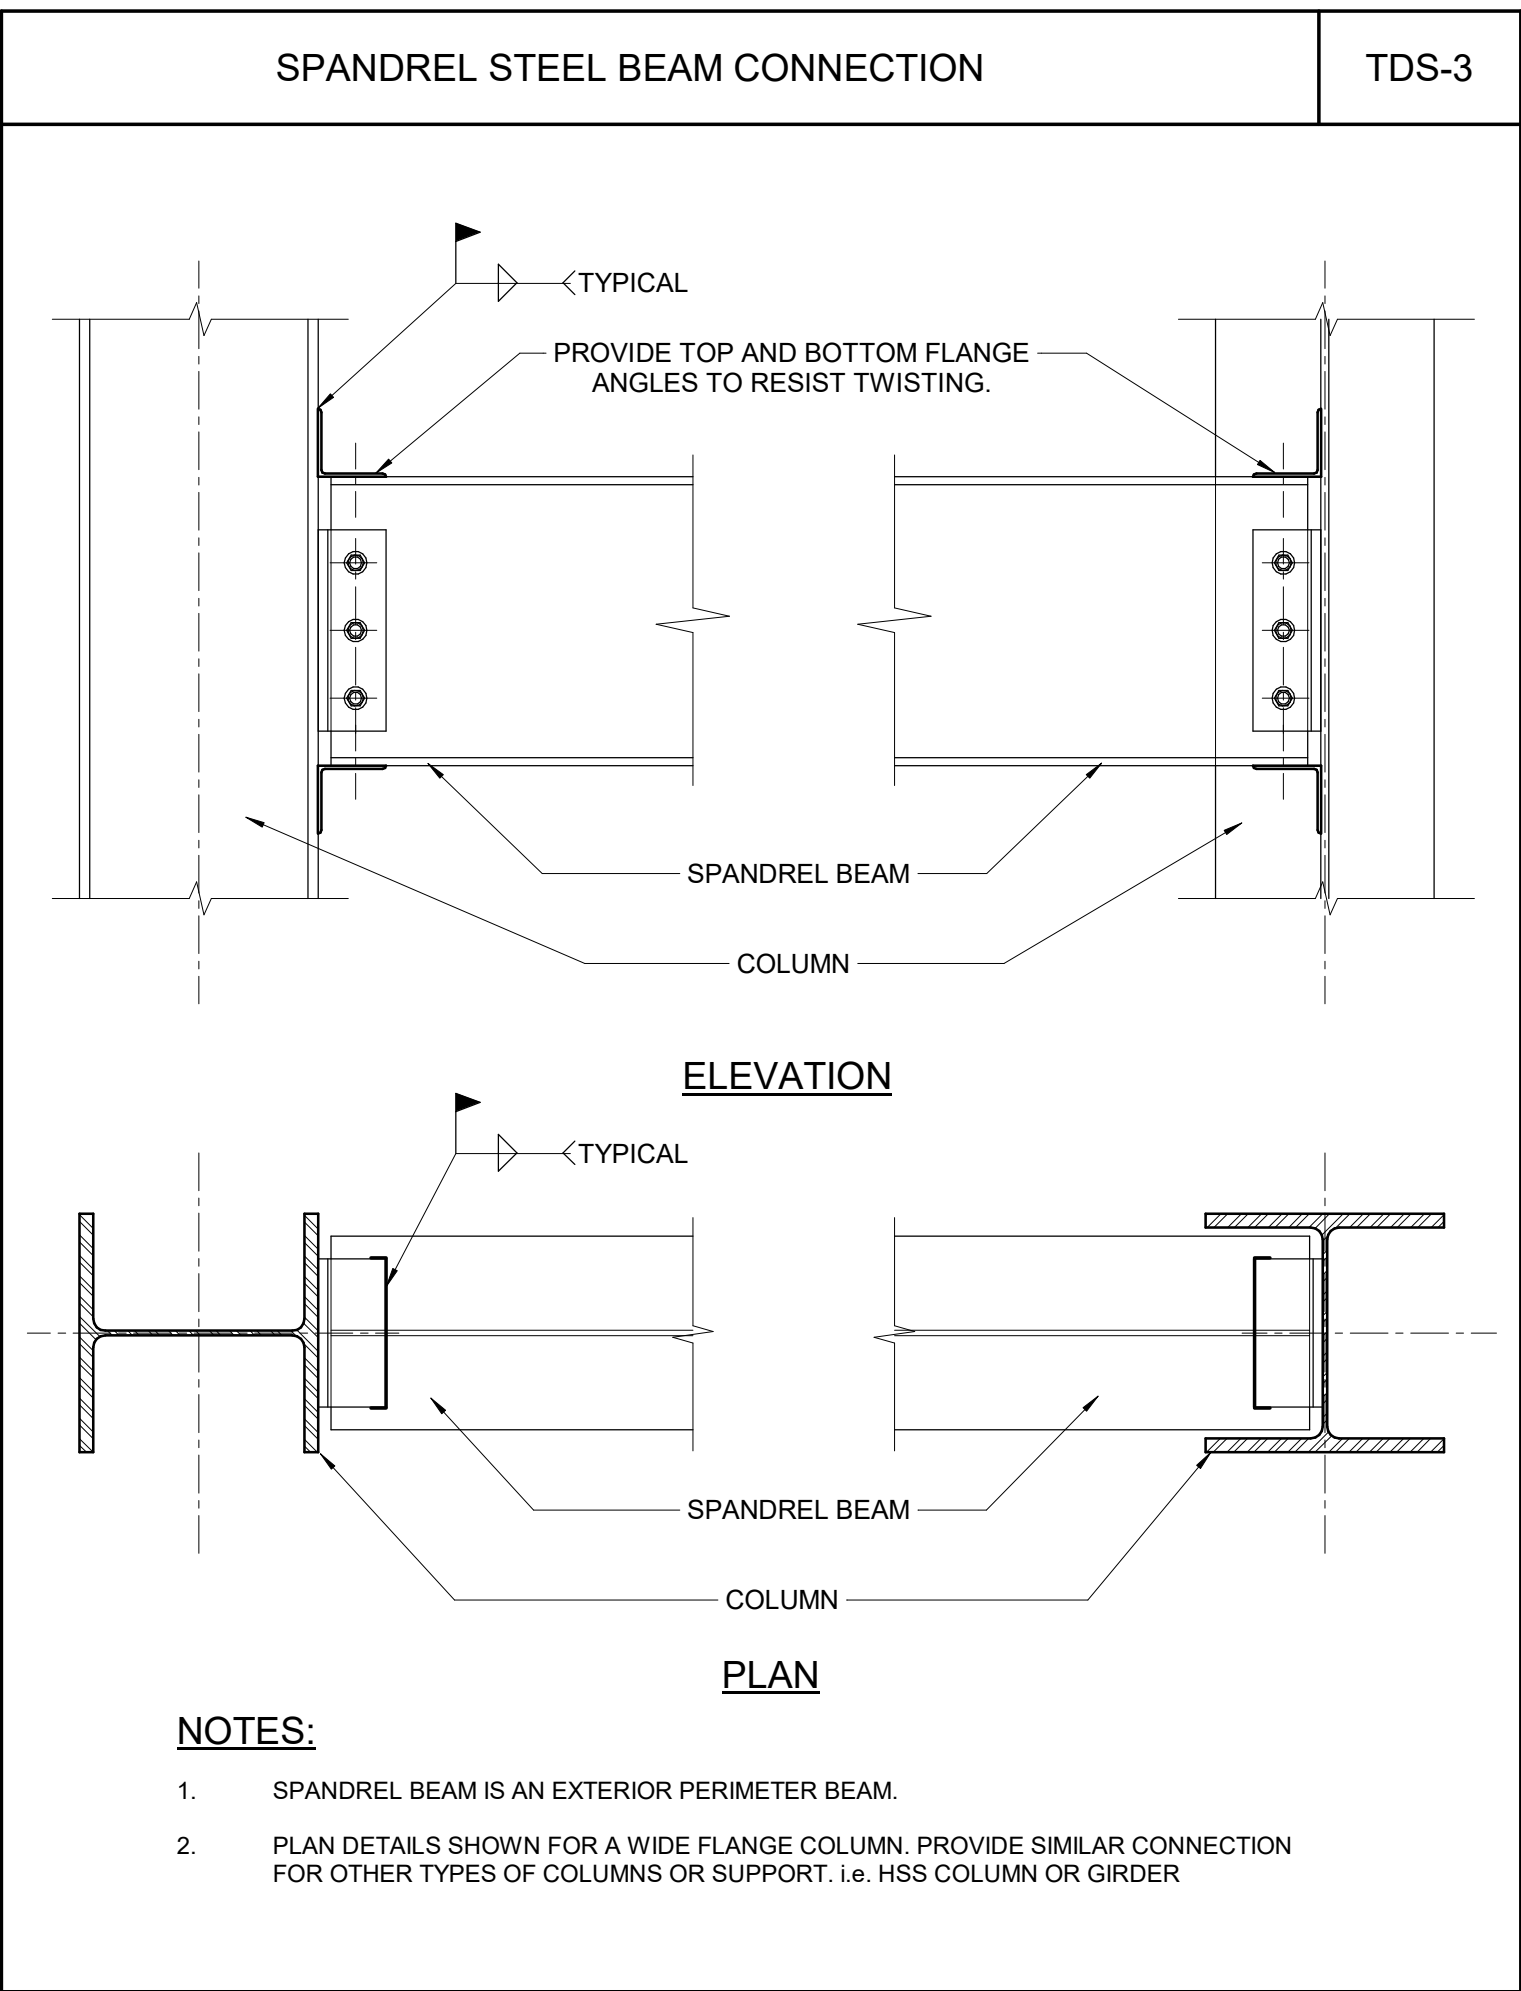 SPANDREL STEEL BEAM CONNECTION
TDS-3
TYPICAL
PROVIDE TOP AND BOTTOM FLANGE
ANGLES TO RESIST TWISTING.
SPANDREL BEAM
COLUMN
ELEVATION
TYPICAL
SPANDREL BEAM
COLUMN
PLAN
NOTES:
1. SPANDREL BEAM IS AN EXTERIOR PERIMETER BEAM.
2. PLAN DETAILS SHOWN FOR A WIDE FLANGE COLUMN. PROVIDE SIMILAR CONNECTION
FOR OTHER TYPES OF COLUMNS OR SUPPORT. i.e. HSS COLUMN OR GIRDER